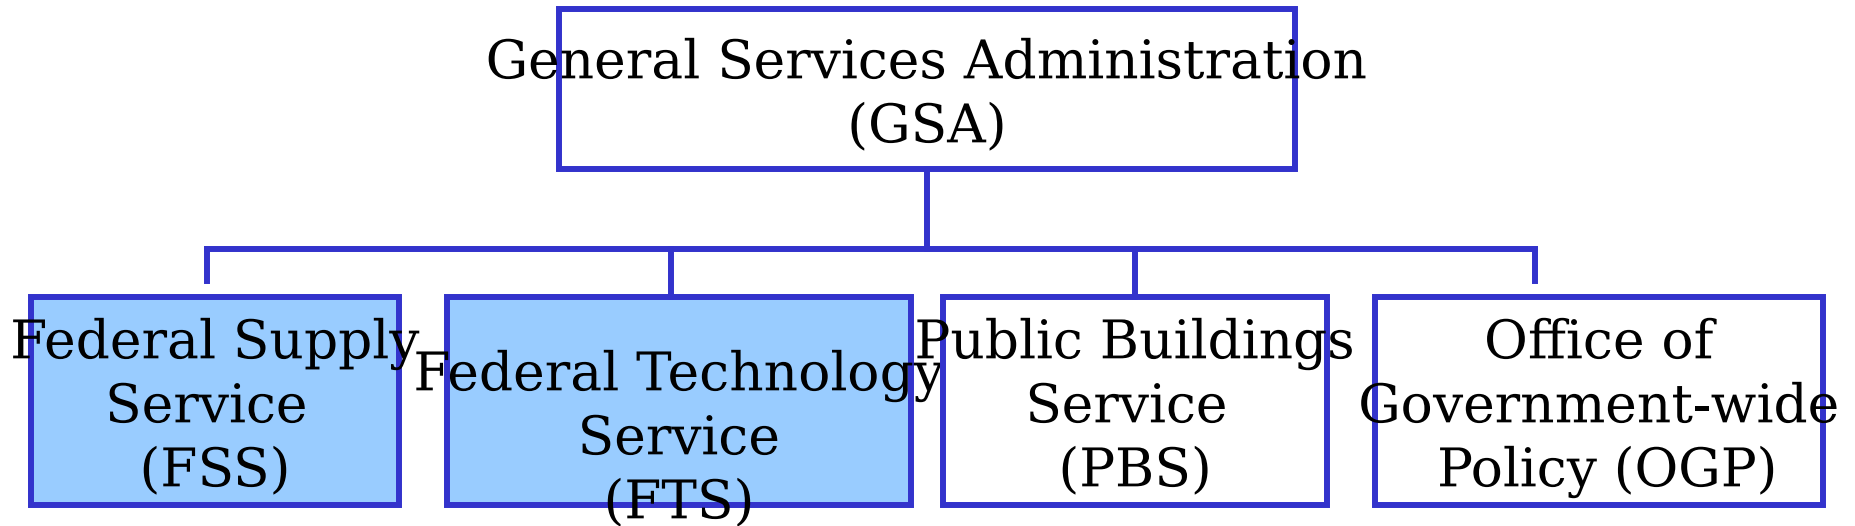 General Services Administration
(GSA)
Federal Supply
Service
(FSS)
Federal Technology
Service
(FTS)
Public Buildings
Service
(PBS)
Office of
Government-wide
Policy (OGP)